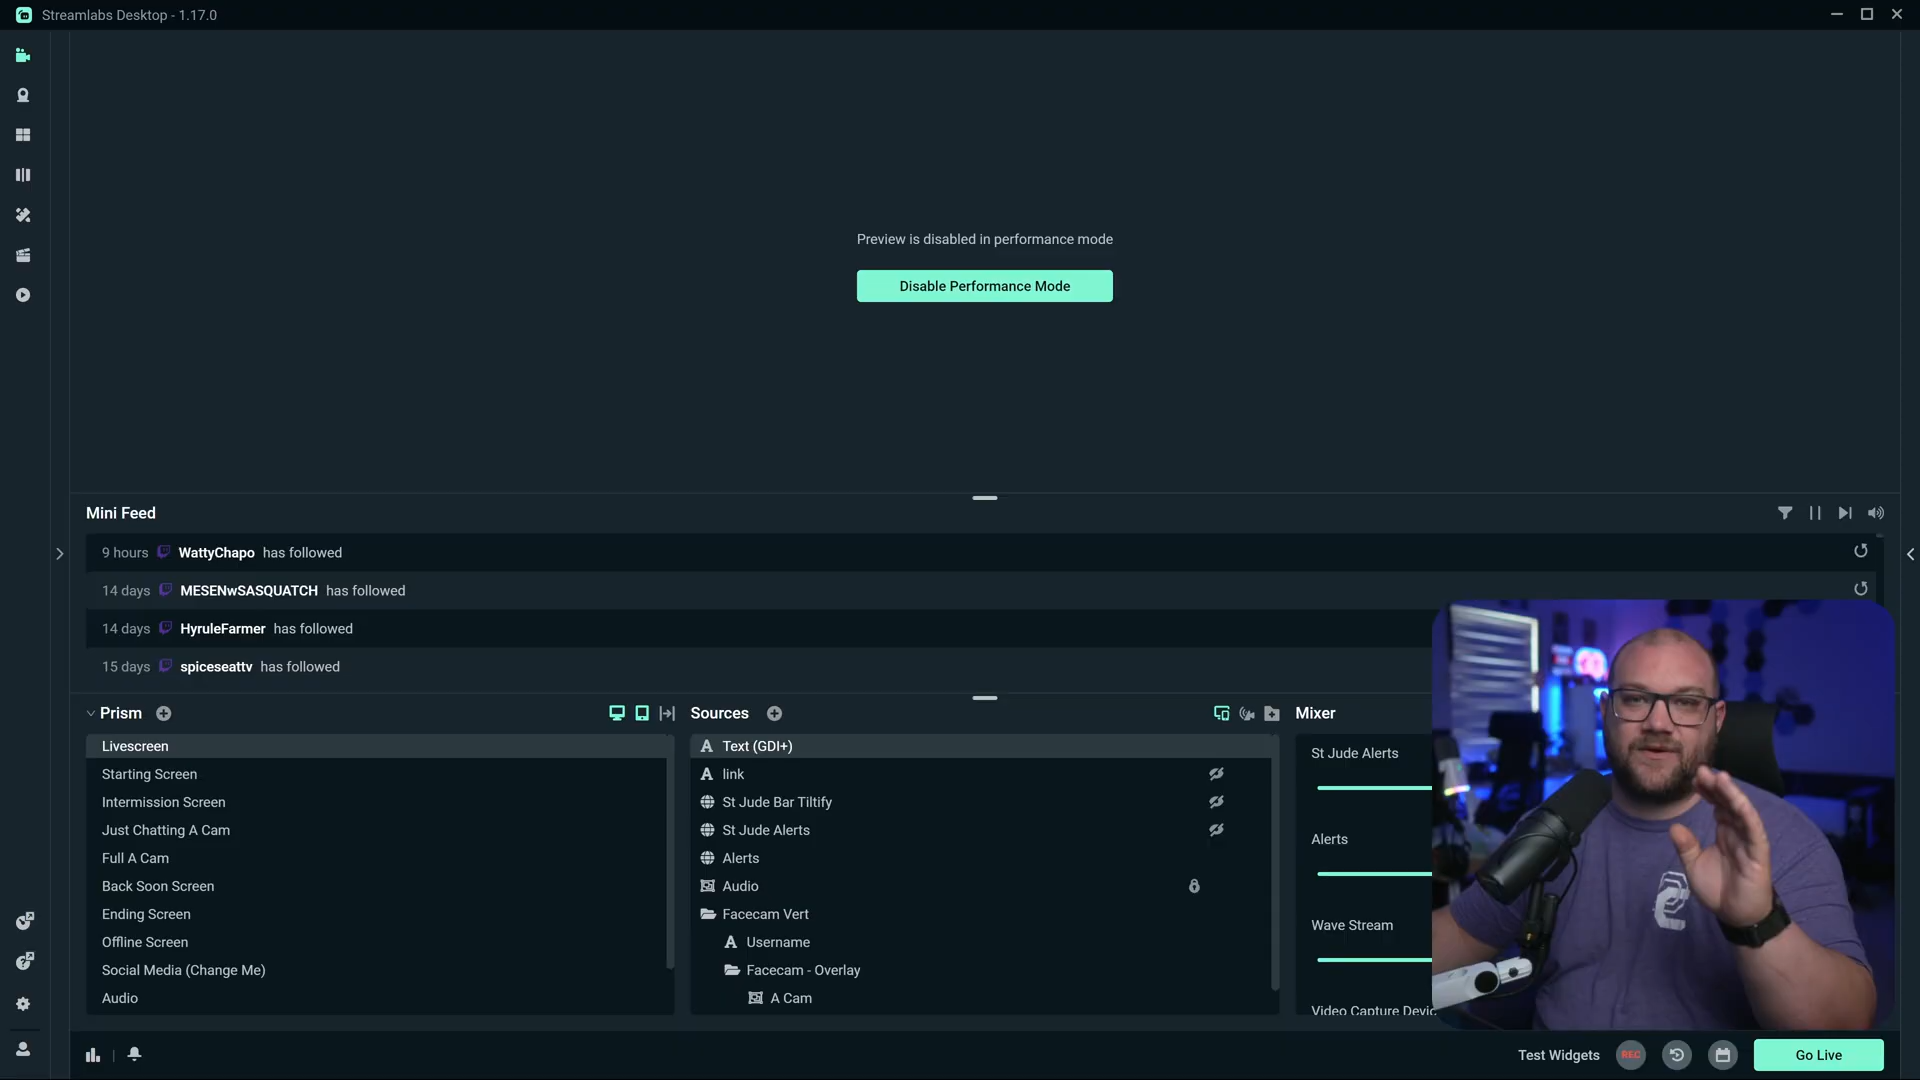 Streamlabs Desktop - 1.17.0
Preview is disabled in performance mode
Disable Performance Mode
Mini Feed
9 hours WattyChapo has followed
14 days MESENwSASQUATCH has followed
14 days HyruleFarmer has followed
15 days spiceseattv has followed
Prism
Livescreen
Starting Screen
Intermission Screen
Just Chatting A Cam
Full A Cam
Back Soon Screen
Ending Screen
Offline Screen
Social Media (Change Me)
Audio
Sources
Text (GDI+)
link
St Jude Bar Tiltify
St Jude Alerts
Alerts
Audio
Facecam Vert
Username
Facecam - Overlay
A Cam
Mixer
St Jude Alerts
Alerts
Wave Stream
Video Capture Devic
Test Widgets
REC
Go Live